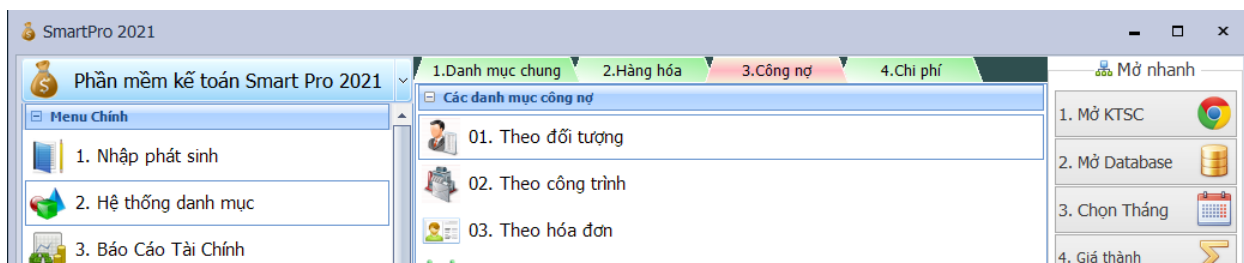 SmartPro 2021
Phần mềm kế toán Smart Pro 2021
Menu Chính
1. Nhập phát sinh
2. Hệ thống danh mục
3. Báo Cáo Tài Chính
1.Danh mục chung
2.Hàng hóa
3.Công nợ
4.Chi phí
Các danh mục công nợ
01. Theo đối tượng
02. Theo công trình
03. Theo hóa đơn
Mở nhanh
1. Mở KTSC
2. Mở Database
3. Chọn Tháng
4. Giá thành